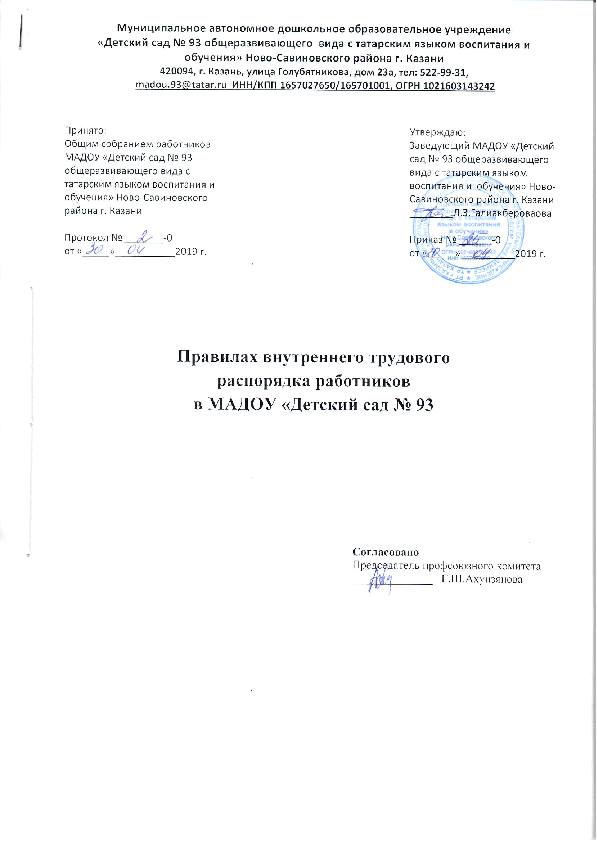 Муниципальное автономное дошкольное образовательное учреждение
«Детский сад № 93 общеразвивающего вида с татарским языком воспитания и
обучения» Ново-Савиновского района г. Казани
420094, г. Казань, улица Голубятникова, дом 23а, тел: 522-99-31,
madou.93@tatar.ru ИНН/КПП 1657027650/165701001, ОГРН 1021603143242
Принято:
Общим собранием работников
МАДОУ «Детский сад № 93
общеразвивающего вида с
татарским языком воспитания и
обучения» Ново-Савиновского
района г. Казани
Протокол № 2 -0
от « 30 » 04 2019 г.
Утверждаю:
Заведующий МАДОУ «Детский
сад № 93 общеразвивающего
вида с татарским языком
воспитания и обучения» Ново-
Савиновского района г. Казани
Л.З.Галиакбероваова
Приказ № -0
от « » 04 2019 г.
Правилах внутреннего трудового
распорядка работников
в МАДОУ «Детский сад № 93
Согласовано
Председатель профсоюзного комитета
Г.Ш.Ахунзянова